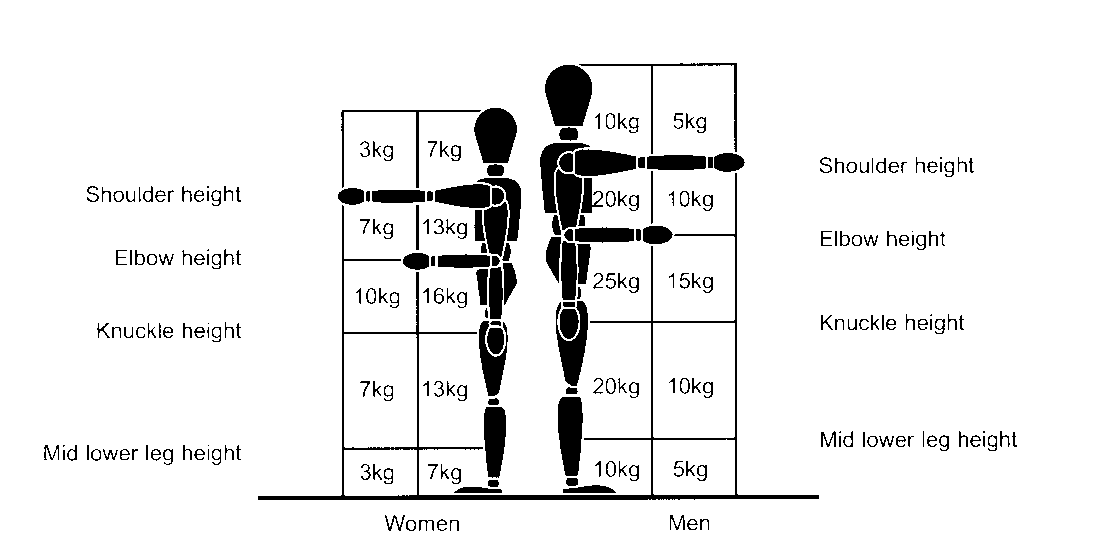 10kg 5kg
3kg 7kg
Shoulder height
Shoulder height
7kg 13kg
20kg 10kg
Elbow height
Elbow height
10kg 16kg
25kg 15kg
Knuckle height
Knuckle height
7kg 13kg
20kg 10kg
Mid lower leg height
Mid lower leg height
3kg 7kg
10kg 5kg
Women Men